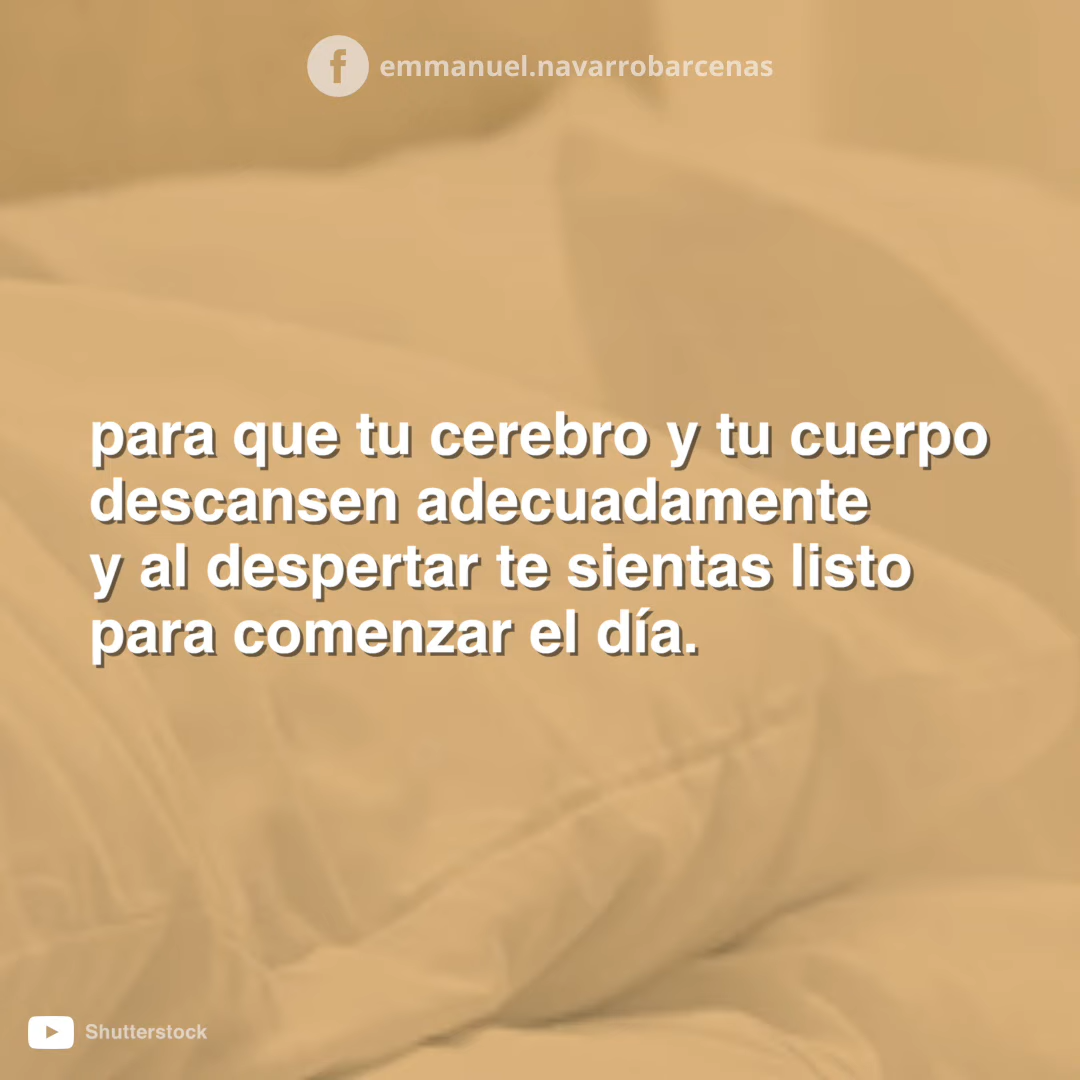 emmanuel.navarrobarcenas
para que tu cerebro y tu cuerpo
descansen adecuadamente
y al despertar te sientas listo
para comenzar el día.
Shutterstock